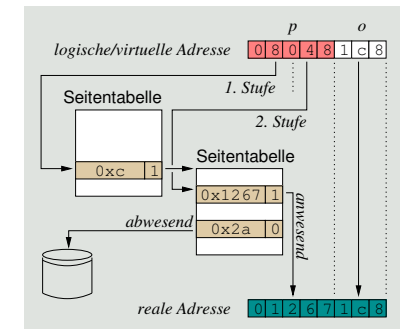 p o
logische/virtuelle Adresse 0 8 0 4 8 1 c 8
1. Stufe
Seitentabelle
2. Stufe
Seitentabelle
0xc 1
0x1267 1
anwesend
abwesend
0x2a 0
reale Adresse 0 1 2 6 7 1 c 8